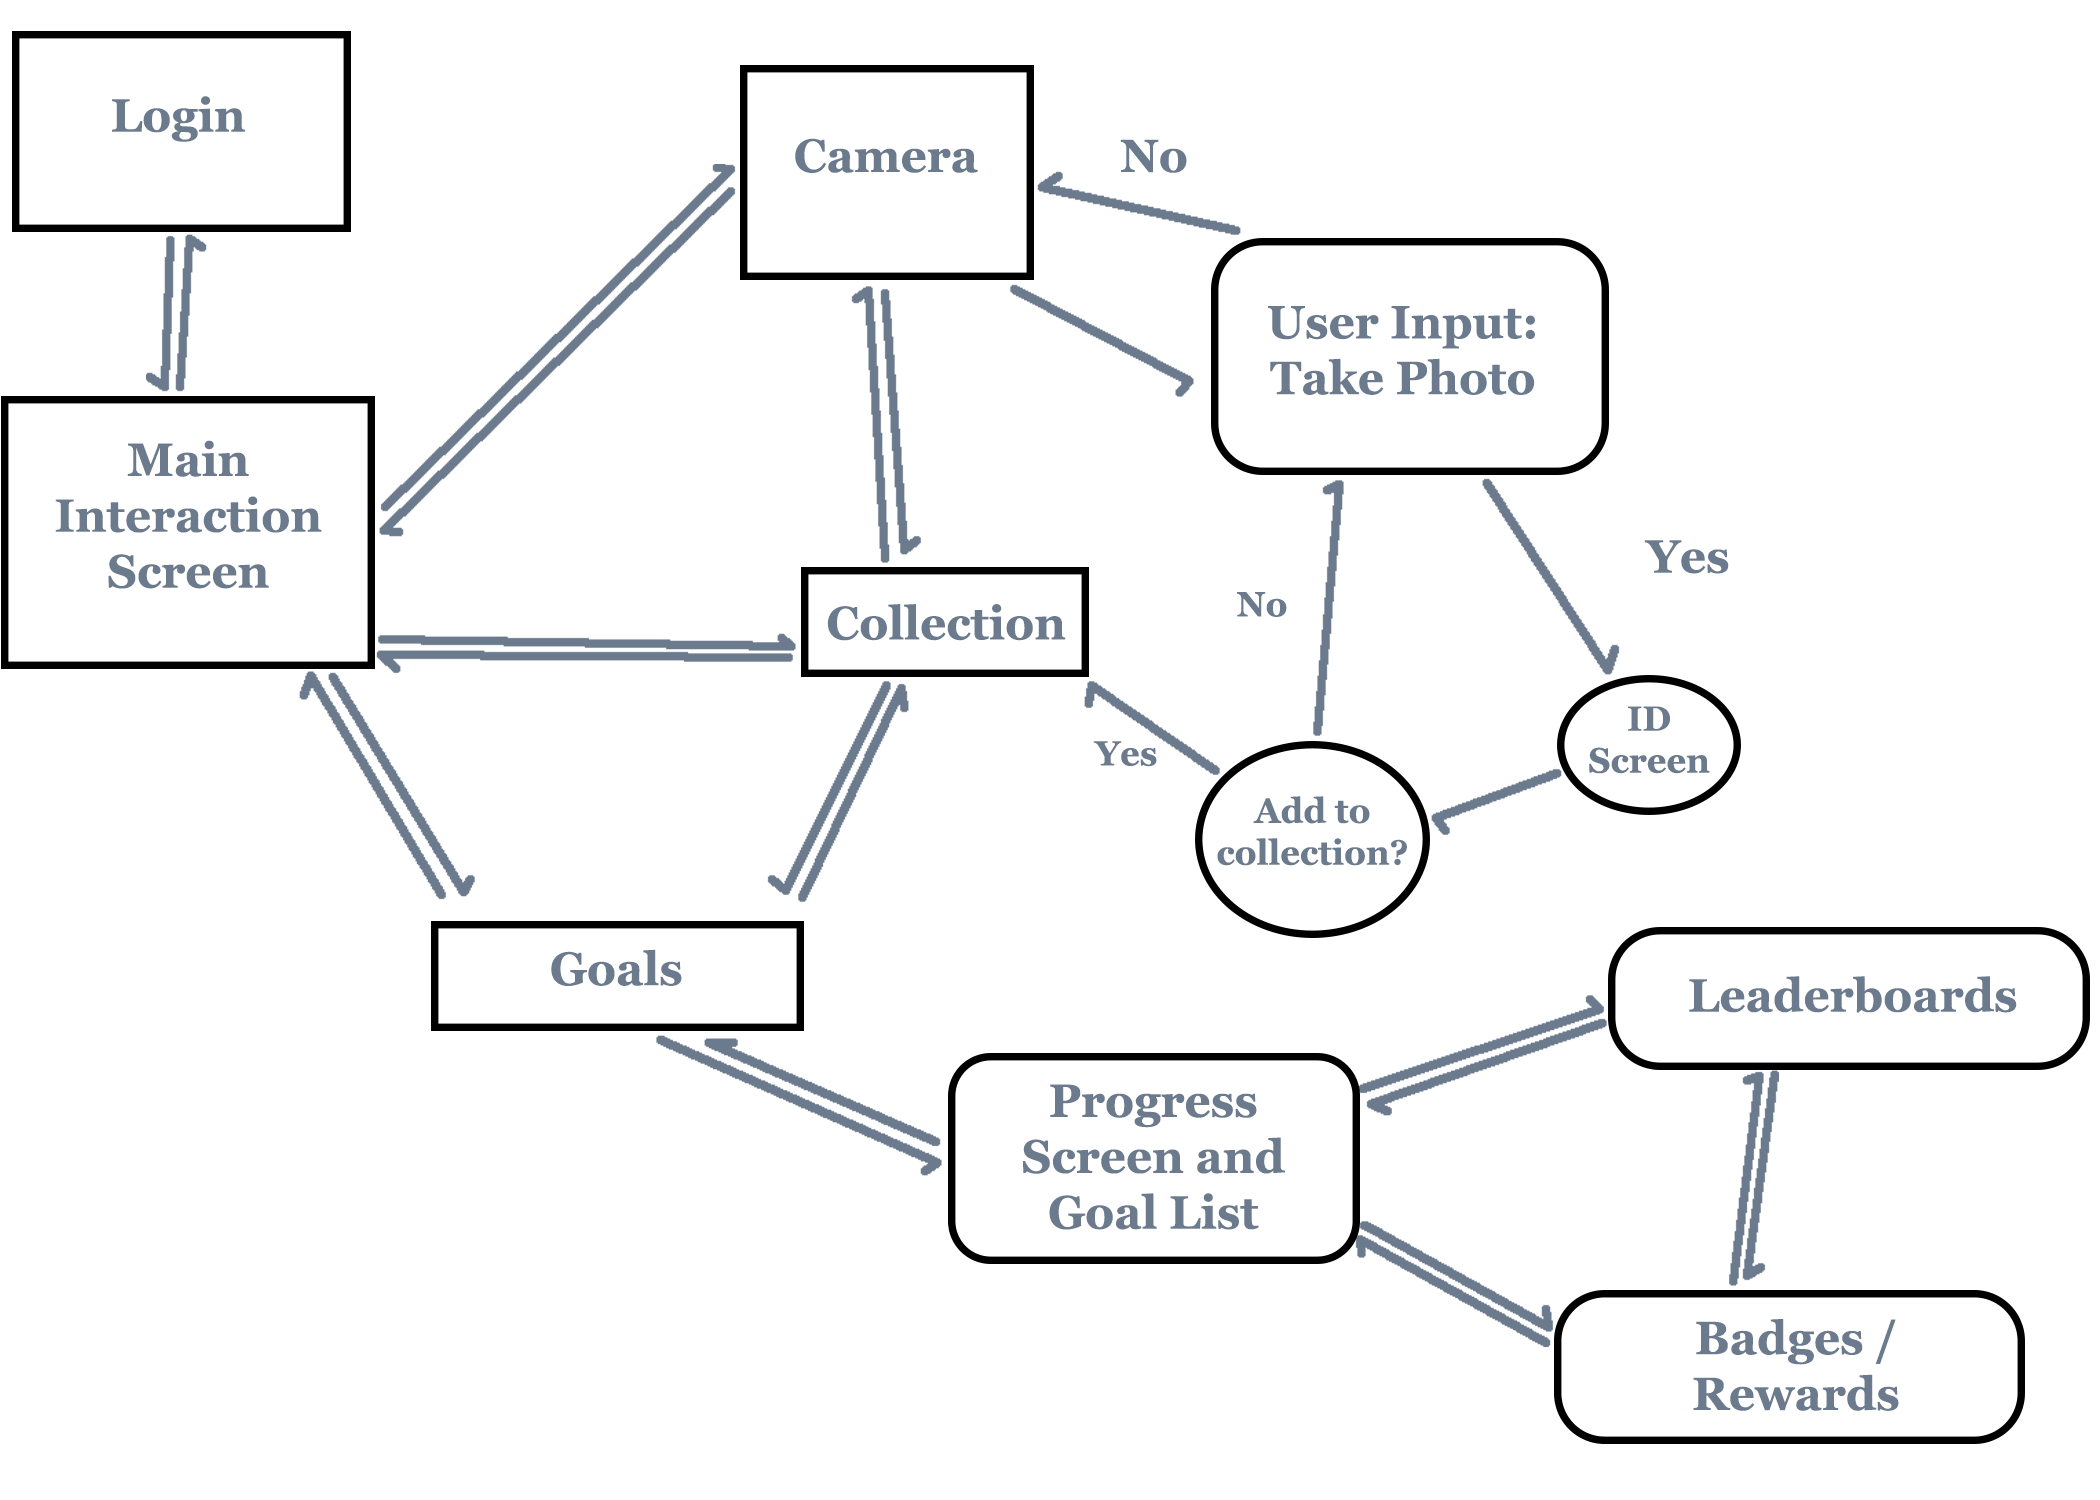 Login
Camera
No
User Input:
Take Photo
Main
Interaction
Screen
Yes
No
Collection
ID
Screen
Yes
Add to
collection?
Goals
Leaderboards
Progress
Screen and
Goal List
Badges /
Rewards